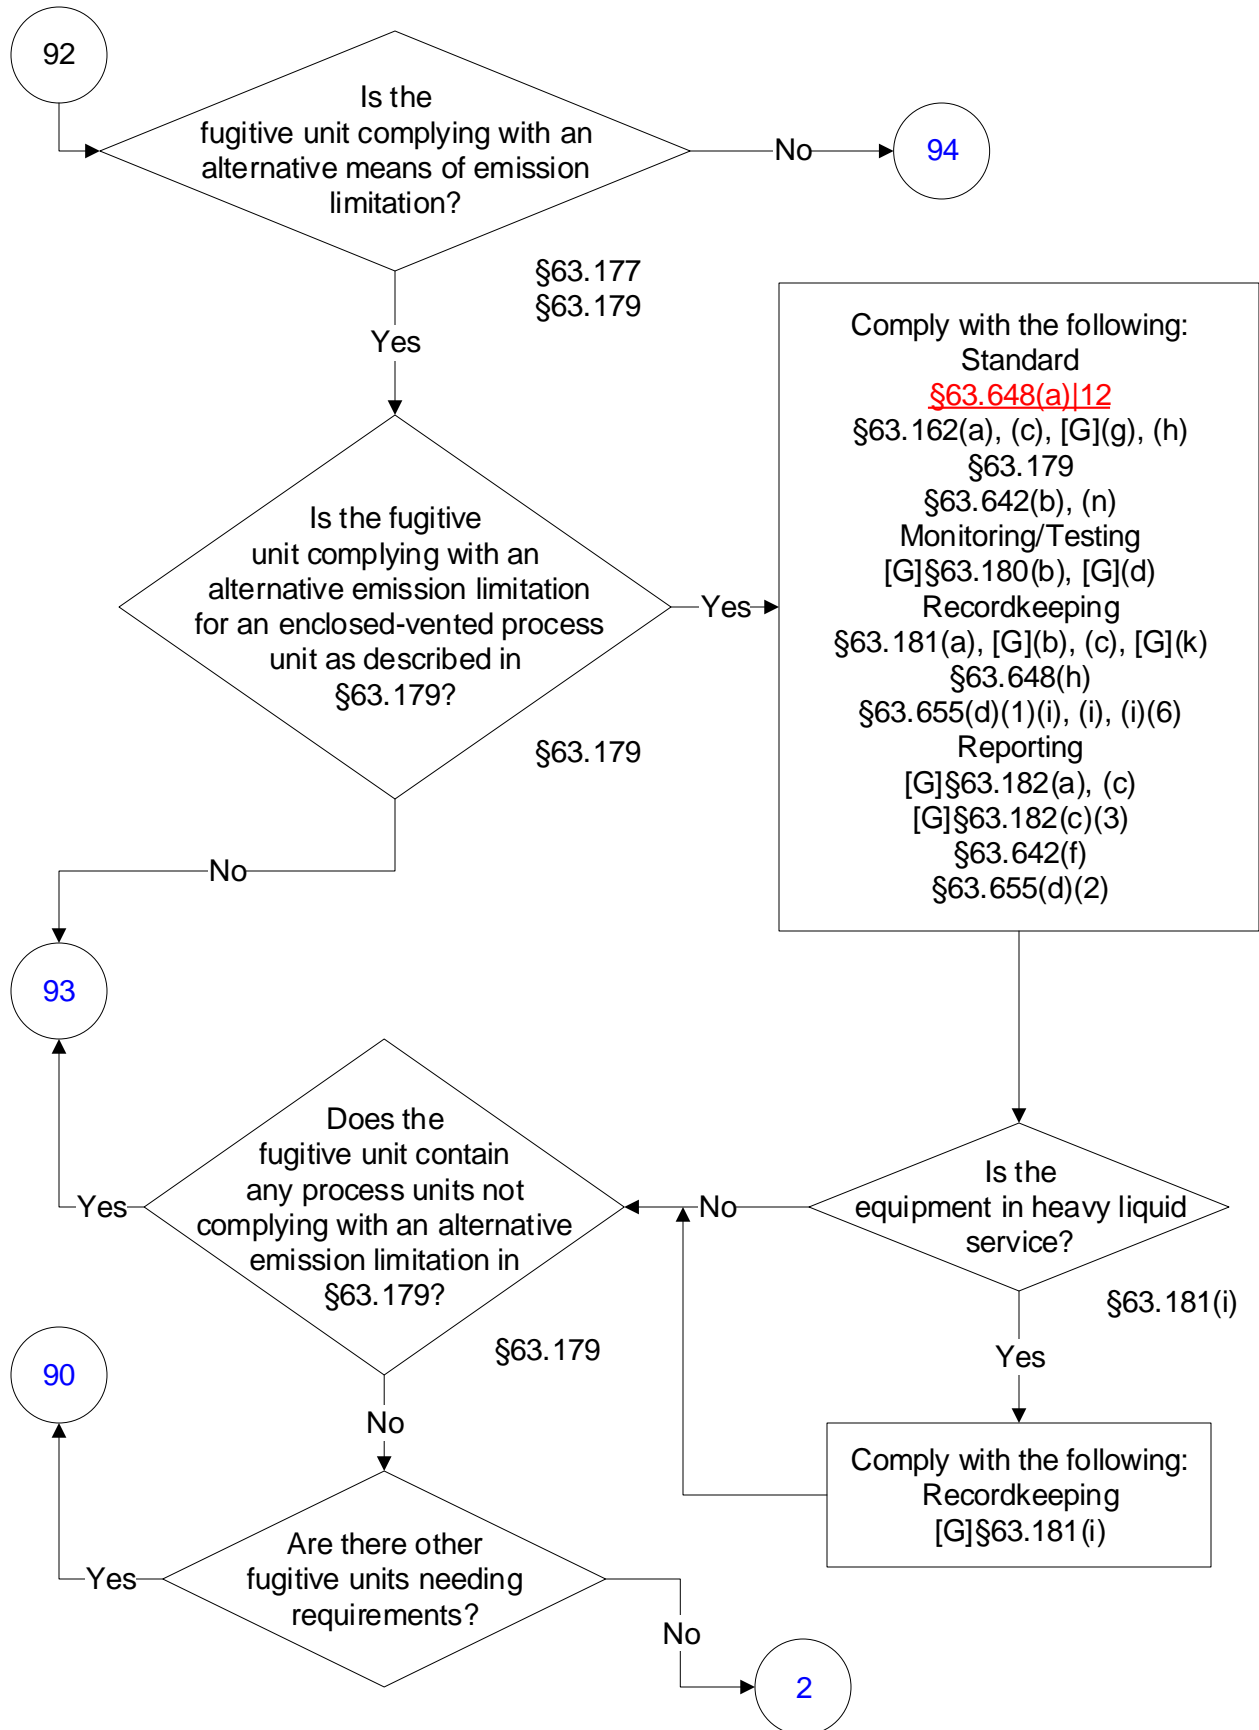 92
Is the
fugitive unit complying with an
alternative means of emission
limitation?
No
94
§63.177
§63.179
Yes
Comply with the following:
Standard
§63.648(a)|12
§63.162(a), (c), [G](g), (h)
§63.179
§63.642(b), (n)
Monitoring/Testing
[G]§63.180(b), [G](d)
Recordkeeping
§63.181(a), [G](b), (c), [G](k)
§63.648(h)
§63.655(d)(1)(i), (i), (i)(6)
Reporting
[G]§63.182(a), (c)
[G]§63.182(c)(3)
§63.642(f)
§63.655(d)(2)
Is the fugitive
unit complying with an
alternative emission limitation
for an enclosed-vented process
unit as described in
§63.179?
Yes
§63.179
No
93
Does the
fugitive unit contain
any process units not
complying with an alternative
emission limitation in
§63.179?
Yes
No
Is the
equipment in heavy liquid
service?
§63.181(i)
§63.179
Yes
90
No
Comply with the following:
Recordkeeping
[G]§63.181(i)
Are there other
fugitive units needing
requirements?
Yes
No
2